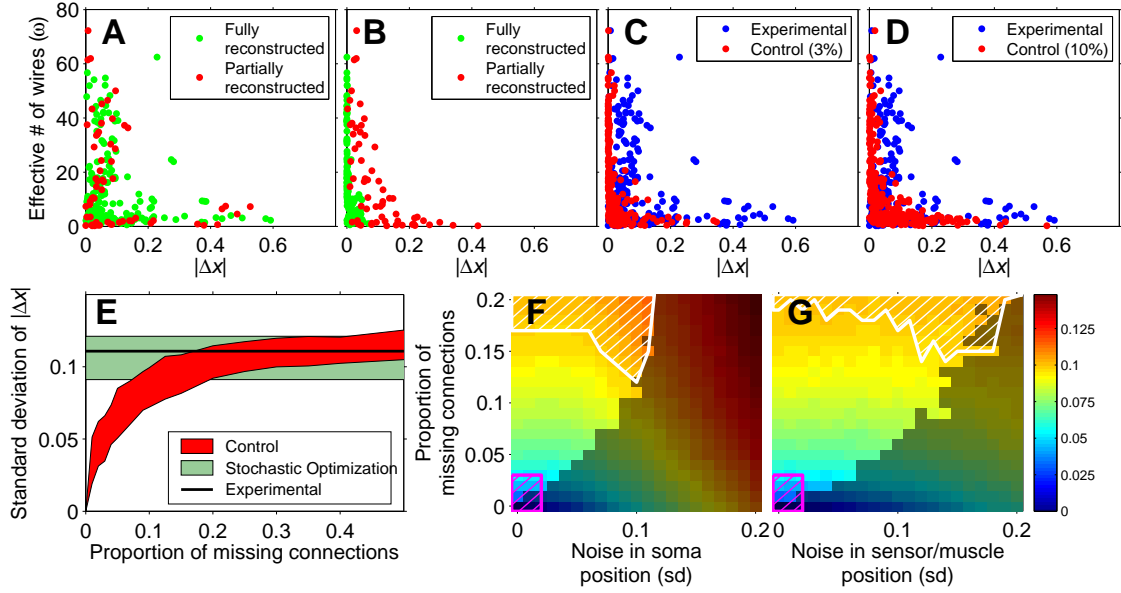 A
B
C
D
Fully
reconstructed
Partially
reconstructed
Fully
reconstructed
Partially
reconstructed
Experimental
Control (3%)
Experimental
Control (10%)
Effective # of wires (ω)
80
60
40
20
0
0 0.2 0.4 0.6
0 0.2 0.4 0.6
0 0.2 0.4 0.6
0 0.2 0.4 0.6
|Δx|
|Δx|
|Δx|
|Δx|
E
Standard deviation of |Δx|
0.1
0.05
0
Control
Stochastic Optimization
Experimental
0 0.1 0.2 0.3 0.4
Proportion of missing connections
F
Proportion of
missing connections
0.2
0.15
0.1
0.05
0
0 0.1 0.2
Noise in soma
position (sd)
G
0 0.1 0.2
Noise in sensor/muscle
position (sd)
0.125
0.1
0.075
0.05
0.025
0